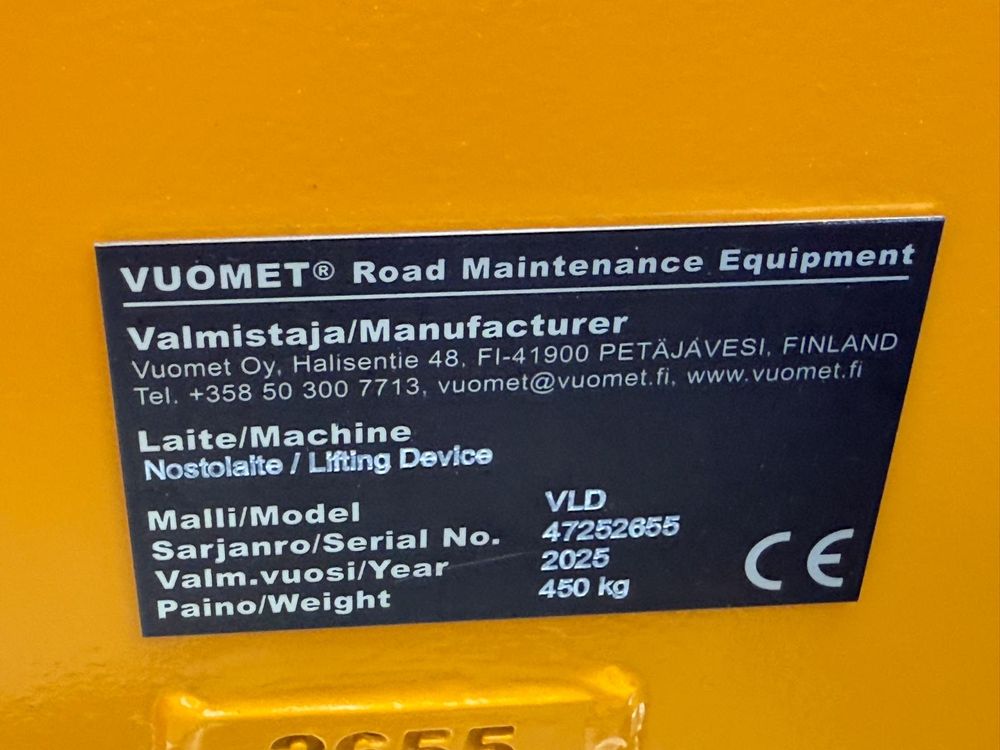 VUOMET® Road Maintenance Equipment
Valmistaja/Manufacturer
Vuomet Oy, Halisentie 48, FI-41900 PETÄJÄVESI, FINLAND
Tel. +358 50 300 7713, vuomet@vuomet.fi, www.vuomet.fi
Laite/Machine
Nostolaite / Lifting Device
Malli/Model VLD
Sarjanro/Serial No. 47252655
Valm.vuosi/Year 2025
Paino/Weight 450 kg
CE
2655